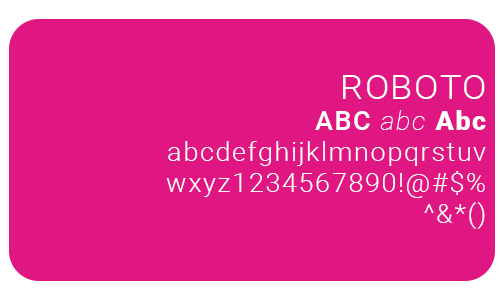 ROBOTO
ABC abc Abc
abcdefghijklmnopqrstuv
wxyz1234567890!@#$%
^&*()